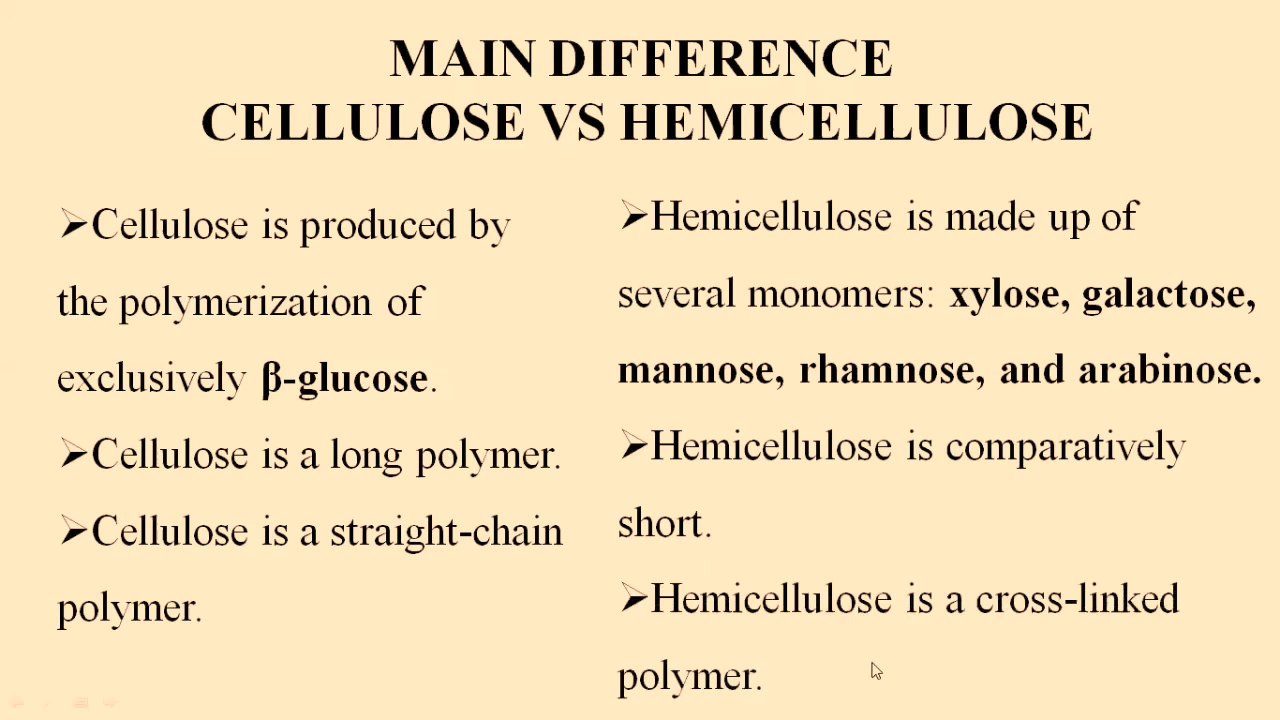 MAIN DIFFERENCE
CELLULOSE VS HEMICELLULOSE
➢Cellulose is produced by
the polymerization of
exclusively β-glucose.
➢Cellulose is a long polymer.
➢Cellulose is a straight-chain
polymer.
➢Hemicellulose is made up of
several monomers: xylose, galactose,
mannose, rhamnose, and arabinose.
➢Hemicellulose is comparatively
short.
➢Hemicellulose is a cross-linked
polymer.